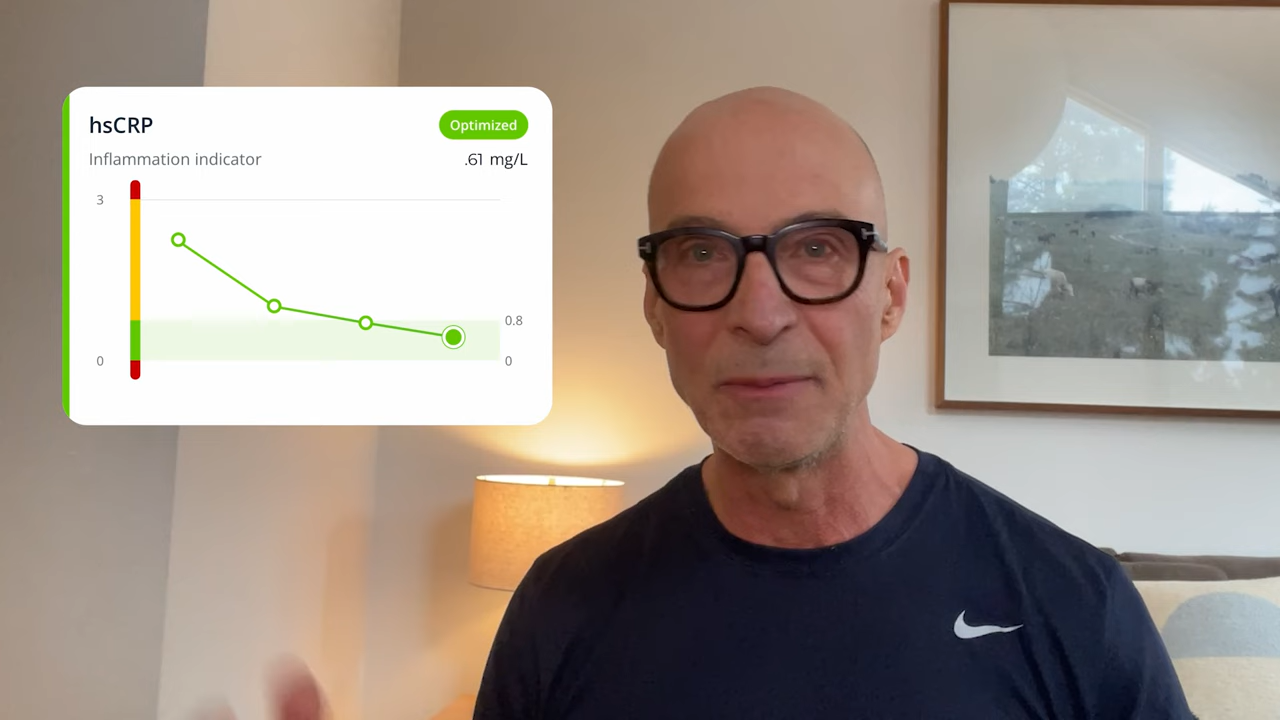 hsCRP
Optimized
Inflammation indicator
.61 mg/L
3
0.8
0
0